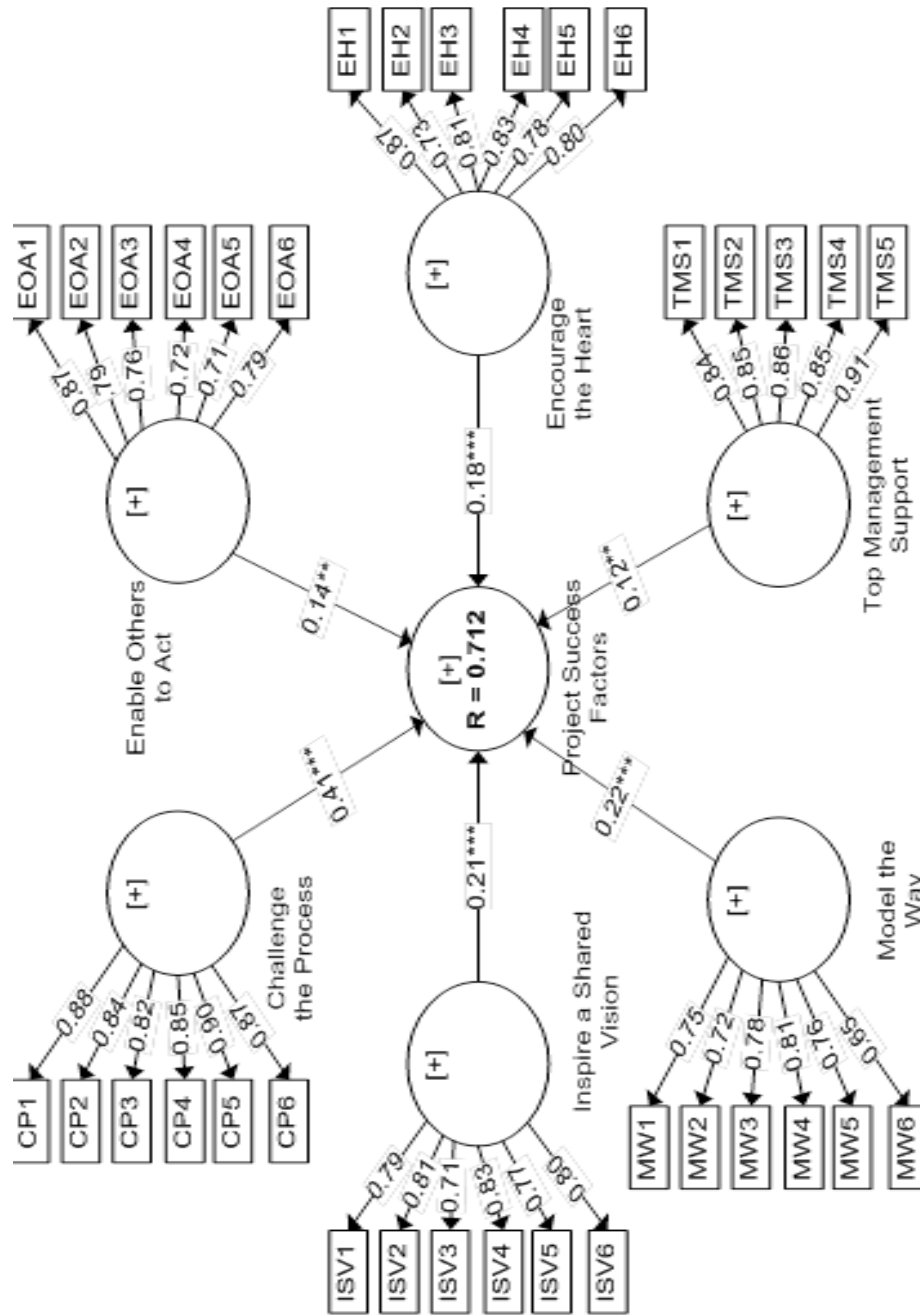 CP1
0.88
CP2
0.84
CP3
0.82
CP4
0.85
CP5
0.90
CP6
0.87
[+]
Challenge
the Process
0.41***
EOA1
0.87
EOA2
0.79
EOA3
0.76
EOA4
0.72
EOA5
0.71
EOA6
0.79
[+]
Enable Others
to Act
0.14**
ISV1
0.79
ISV2
0.81
ISV3
0.71
ISV4
0.83
ISV5
0.77
ISV6
0.80
[+]
Inspire a Shared
Vision
0.21***
[+]
R = 0.712
Project Success
Factors
0.18***
[+]
Encourage
the Heart
EH1
0.87
EH2
0.73
EH3
0.81
EH4
0.83
EH5
0.78
EH6
0.80
MW1
0.75
MW2
0.72
MW3
0.78
MW4
0.81
MW5
0.76
MW6
0.65
[+]
Model the
Way
0.22***
0.12**
[+]
Top Management
Support
TMS1
0.84
TMS2
0.85
TMS3
0.86
TMS4
0.85
TMS5
0.91